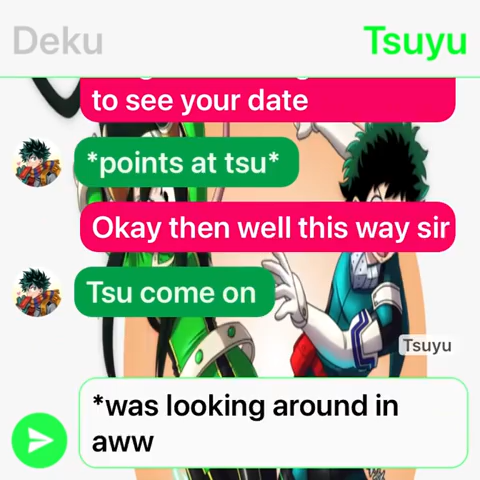 Deku
Tsuyu
to see your date
*points at tsu*
Okay then well this way sir
Tsu come on
Tsuyu
*was looking around in
aww